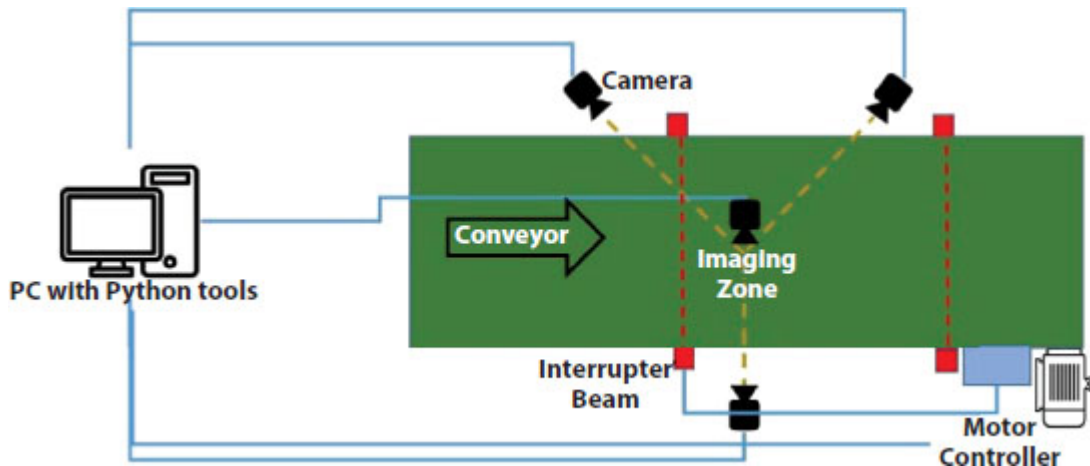 Camera
Conveyor
Imaging
Zone
PC with Python tools
Interrupter
Beam
Motor
Controller